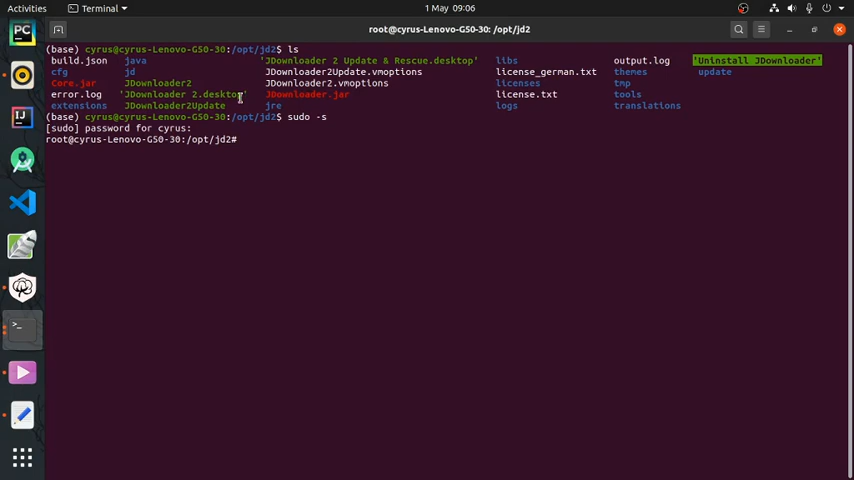 Activities Terminal 1 May 09:06
root@cyrus-Lenovo-G50-30: /opt/jd2
(base) cyrus@cyrus-Lenovo-G50-30:/opt/jd2$ ls
build.json java 'JDownloader 2 Update & Rescue.desktop' libs output.log 'Uninstall JDownloader'
cfg jd JDownloader2Update.vmoptions license_german.txt themes update
Core.jar JDownloader2 JDownloader2.vmoptions licenses tmp
error.log 'JDownloader 2.desktop' JDownloader.jar license.txt tools
extensions JDownloader2Update jre logs translations
(base) cyrus@cyrus-Lenovo-G50-30:/opt/jd2$ sudo -s
[sudo] password for cyrus:
root@cyrus-Lenovo-G50-30:/opt/jd2#
PC
IJ